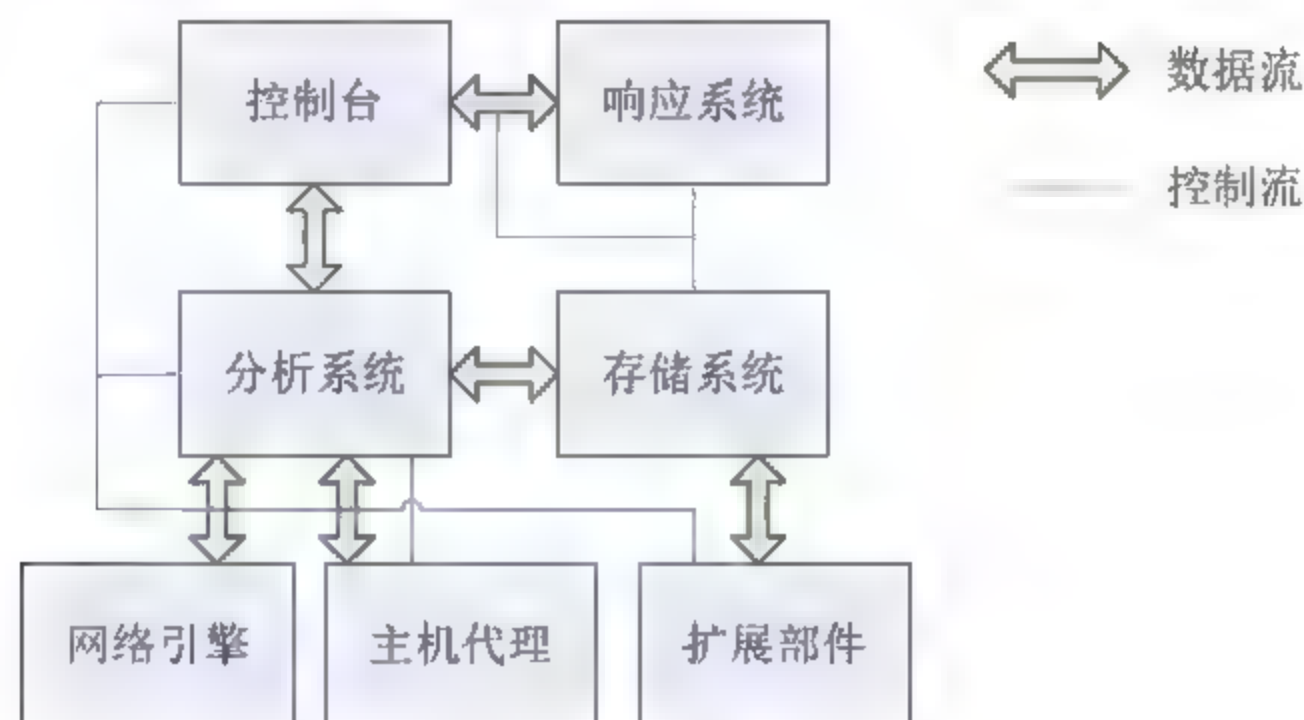 控制台
响应系统
数据流
控制流
分析系统
存储系统
网络引擎
主机代理
扩展部件